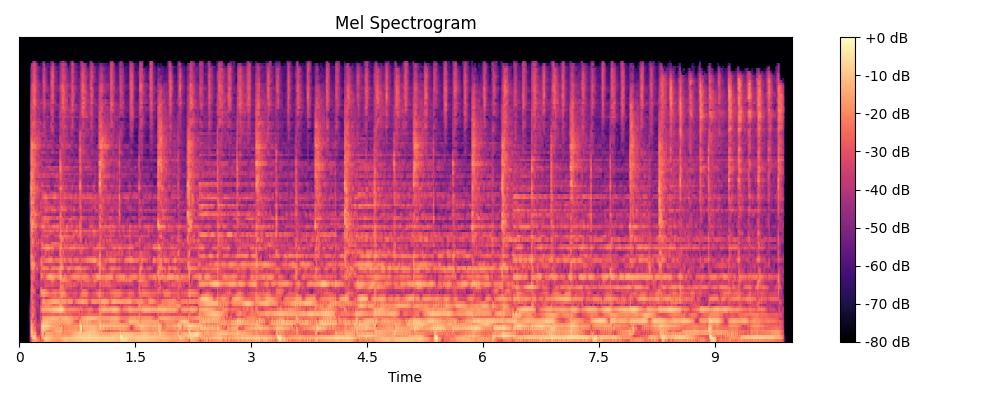 Mel Spectrogram
+0 dB
-10 dB
-20 dB
-30 dB
-40 dB
-50 dB
-60 dB
-70 dB
-80 dB
0 1.5 3 4.5 6 7.5 9
Time